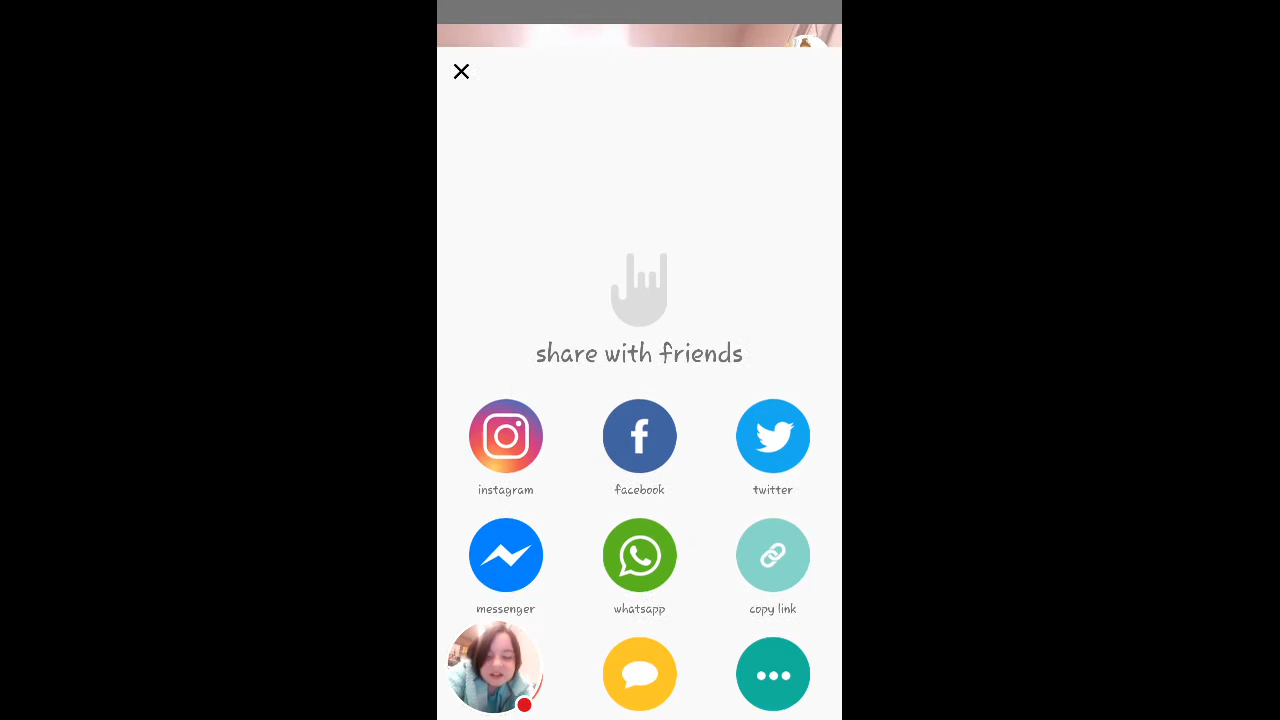 share with friends
instagram
facebook
twitter
messenger
whatsapp
copy link